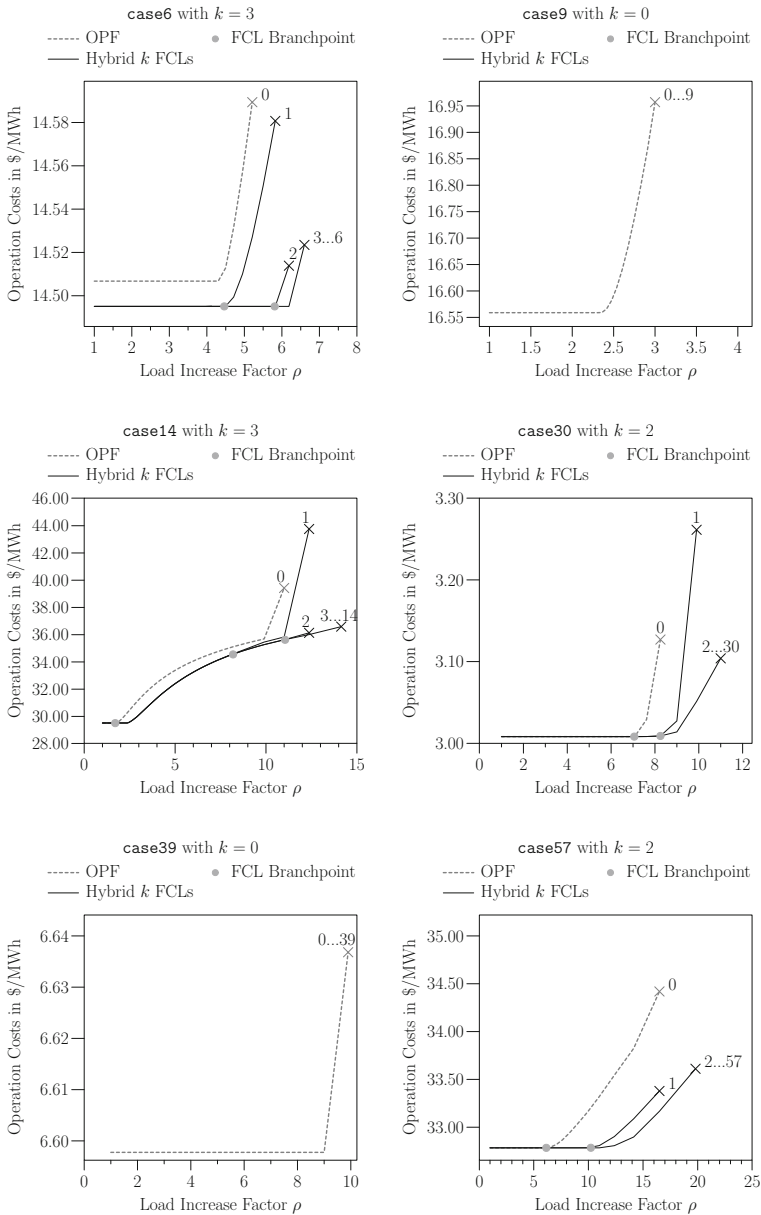 case6 with k = 3
OPF
FCL Branchpoint
Hybrid k FCLs
Operation Costs in $/MWh
14.58
14.56
14.54
14.52
14.50
0
1
2
3...6
1 2 3 4 5 6 7 8
Load Increase Factor ρ
case9 with k = 0
OPF
FCL Branchpoint
Hybrid k FCLs
Operation Costs in $/MWh
16.95
16.90
16.85
16.80
16.75
16.70
16.65
16.60
16.55
0...9
1 1.5 2 2.5 3 3.5 4
Load Increase Factor ρ
case14 with k = 3
OPF
FCL Branchpoint
Hybrid k FCLs
Operation Costs in $/MWh
46.00
44.00
42.00
40.00
38.00
36.00
34.00
32.00
30.00
28.00
1
0
2
3...14
0 5 10 15
Load Increase Factor ρ
case30 with k = 2
OPF
FCL Branchpoint
Hybrid k FCLs
Operation Costs in $/MWh
3.30
3.20
3.10
3.00
1
0
2...30
0 2 4 6 8 10 12
Load Increase Factor ρ
case39 with k = 0
OPF
FCL Branchpoint
Hybrid k FCLs
Operation Costs in $/MWh
6.64
6.63
6.62
6.61
6.60
0...39
0 2 4 6 8 10
Load Increase Factor ρ
case57 with k = 2
OPF
FCL Branchpoint
Hybrid k FCLs
Operation Costs in $/MWh
35.00
34.50
34.00
33.50
33.00
0
2...57
1
0 5 10 15 20 25
Load Increase Factor ρ